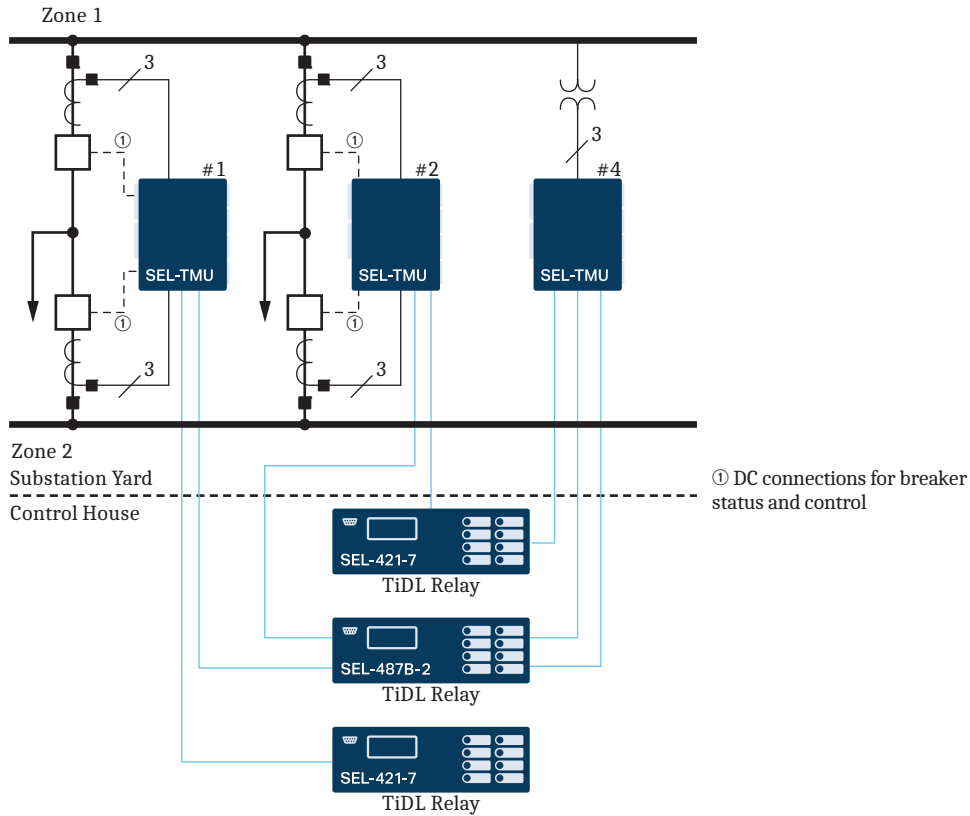 Zone 1
3
3
3
①
①
#1
#2
#4
SEL-TMU
SEL-TMU
SEL-TMU
①
①
3
3
Zone 2
Substation Yard
Control House
① DC connections for breaker
status and control
SEL-421-7
TiDL Relay
SEL-487B-2
TiDL Relay
SEL-421-7
TiDL Relay